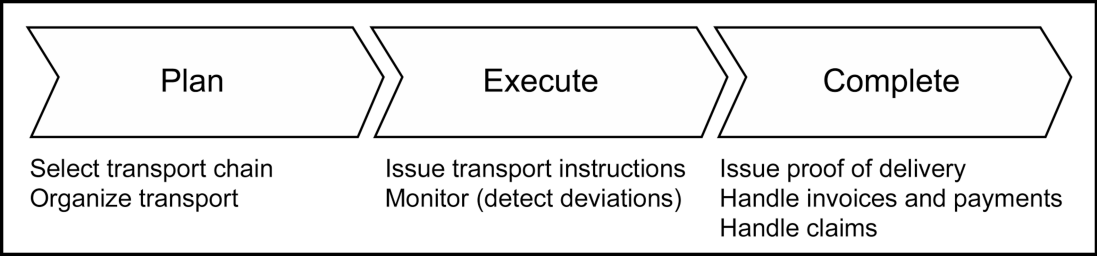 Plan
Execute
Complete
Select transport chain
Organize transport
Issue transport instructions
Monitor (detect deviations)
Issue proof of delivery
Handle invoices and payments
Handle claims